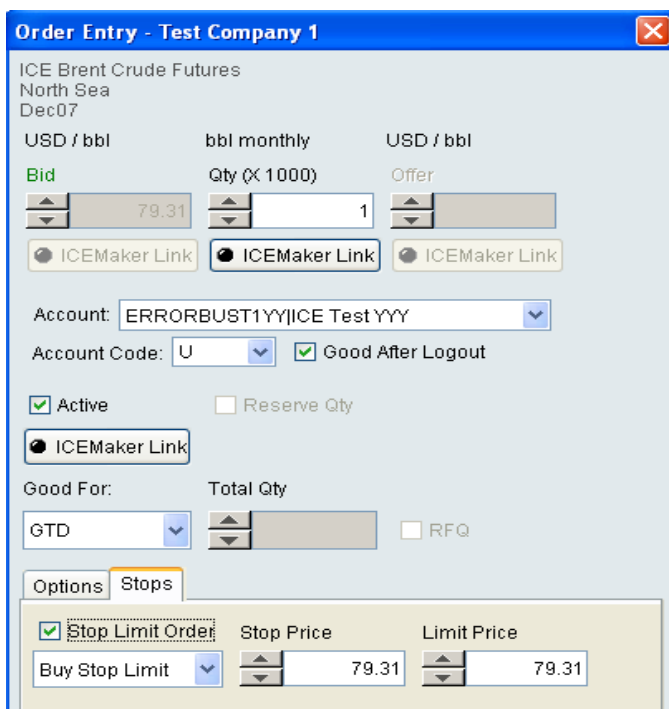 Order Entry - Test Company 1
ICE Brent Crude Futures
North Sea
Dec07
USD / bbl bbl monthly USD / bbl
Bid Qty (X 1000) Offer
79.31 1
ICEMaker Link ICEMaker Link ICEMaker Link
Account: ERRORBUST1YY|ICE Test YYY
Account Code: U Good After Logout
Active Reserve Qty
ICEMaker Link
Good For: Total Qty
GTD RFQ
Options Stops
Stop Limit Order Stop Price Limit Price
Buy Stop Limit 79.31 79.31